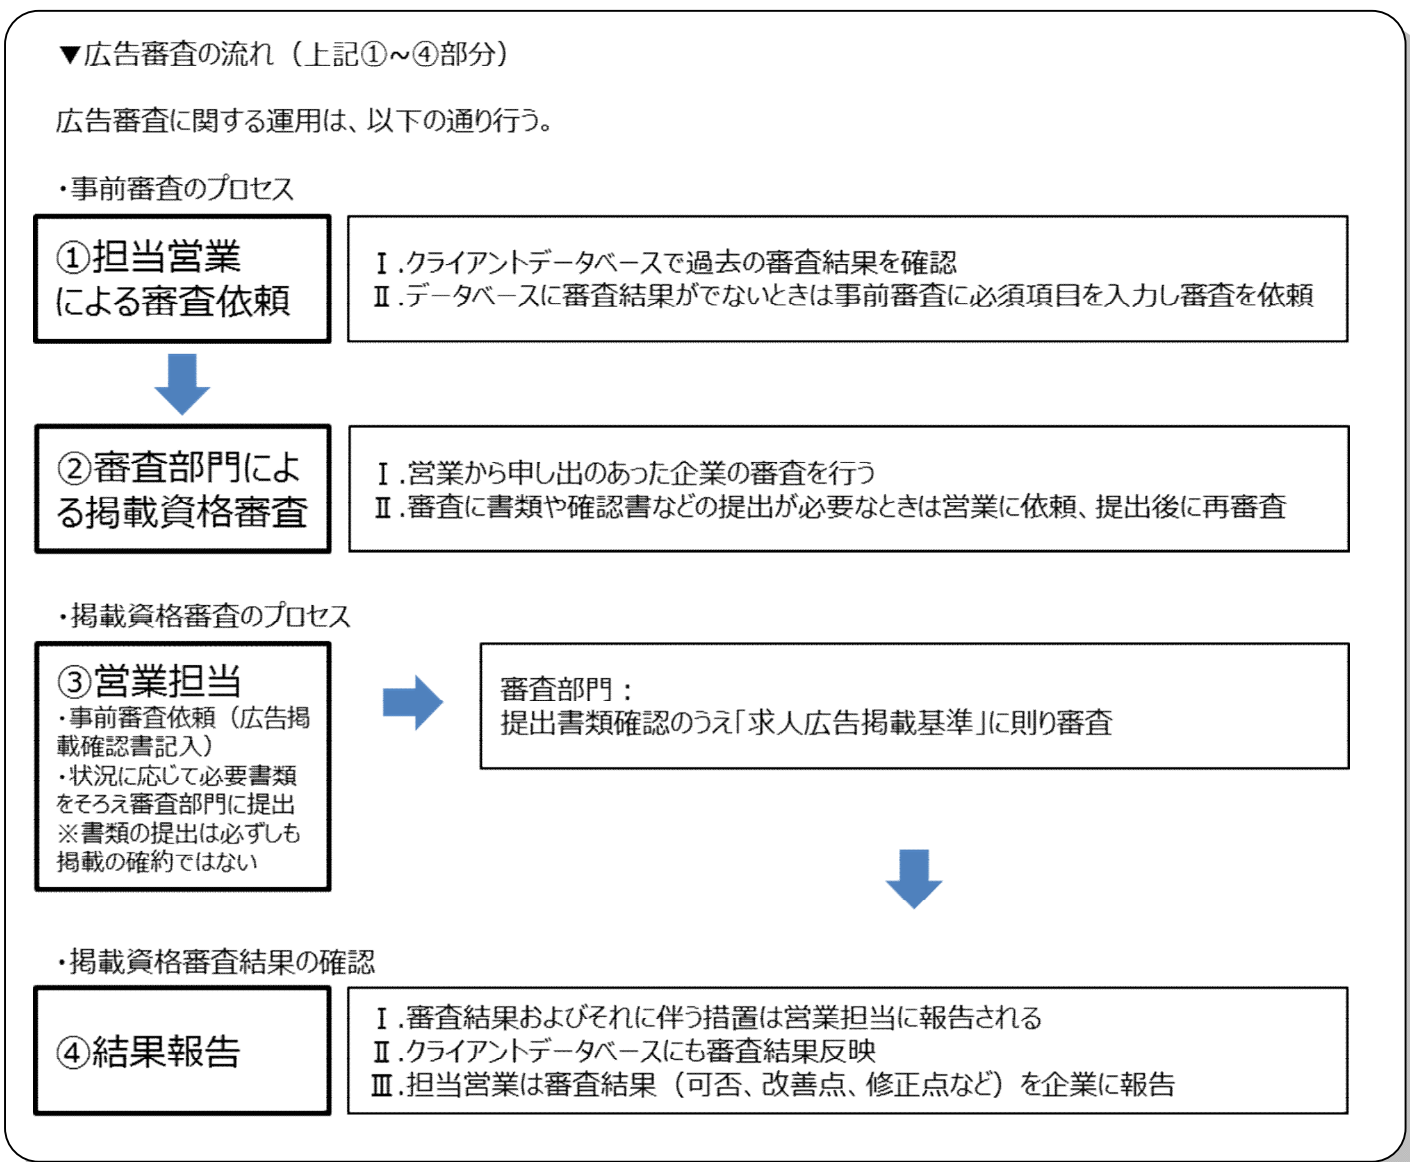 ▼広告審査の流れ（上記①~④部分）
広告審査に関する運用は、以下の通り行う。
・事前審査のプロセス
①担当営業
による審査依頼
Ⅰ.クライアントデータベースで過去の審査結果を確認
Ⅱ.データベースに審査結果がでないときは事前審査に必須項目を入力し審査を依頼
②審査部門によ
る掲載資格審査
Ⅰ.営業から申し出のあった企業の審査を行う
Ⅱ.審査に書類や確認書などの提出が必要なときは営業に依頼、提出後に再審査
・掲載資格審査のプロセス
③営業担当
・事前審査依頼（広告掲
載確認書記入）
・状況に応じて必要書類
をそろえ審査部門に提出
※書類の提出は必ずしも
掲載の確約ではない
審査部門：
提出書類確認のうえ「求人広告掲載基準」に則り審査
・掲載資格審査結果の確認
④結果報告
Ⅰ.審査結果およびそれに伴う措置は営業担当に報告される
Ⅱ.クライアントデータベースにも審査結果反映
Ⅲ.担当営業は審査結果（可否、改善点、修正点など）を企業に報告